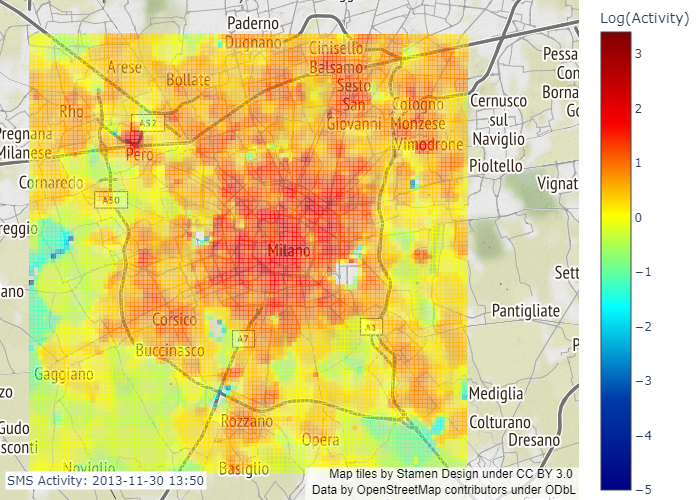 Log(Activity)
Paderno
Dugnano
Cinisello
Balsamo
Arese
Bollate
Sesto
San
Giovanni
Pessa
Con
Borna
Go
Rho
A52
Cologno
Monzese
Cernusco
sul
Naviglio
Pregnana
Milanese
Pero
Vimodrone
Pioltello
Cornaredo
Vignat
A50
reggio
Milano
Sett
ano
Corsico
A7
Pantigliate
Buccinasco
P
Gaggiano
zo
Mediglia
Rozzano
Colturano
Gudo
sconti
Opera
Dresano
Noviglio
Basiglio
SMS Activity: 2013-11-30 13:50
Map tiles by Stamen Design under CC BY 3.0
Data by OpenStreetMap contributors under ODbL
3
2
1
0
−1
−2
−3
−4
−5